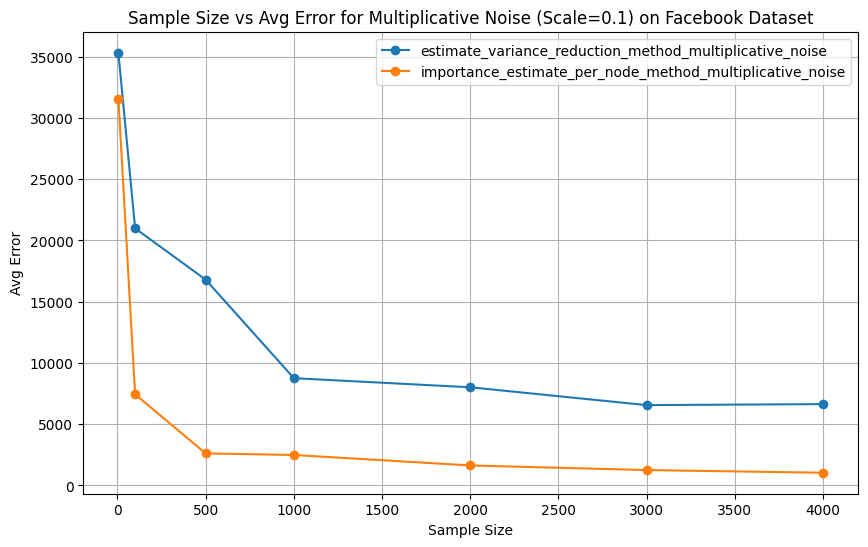 Sample Size vs Avg Error for Multiplicative Noise (Scale=0.1) on Facebook Dataset
estimate_variance_reduction_method_multiplicative_noise
importance_estimate_per_node_method_multiplicative_noise
35000
30000
25000
20000
15000
10000
5000
0
Avg Error
0 500 1000 1500 2000 2500 3000 3500 4000
Sample Size